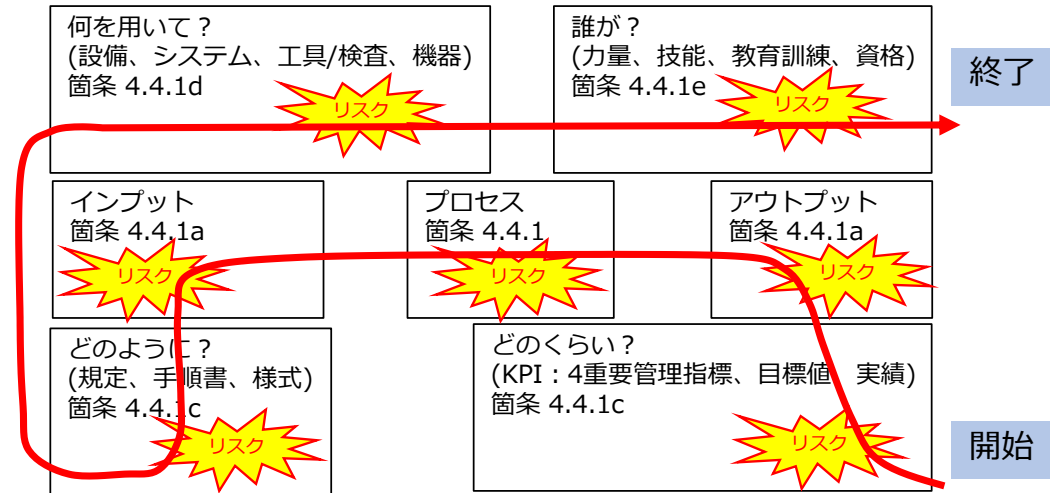 何を用いて？
(設備、システム、工具/検査、機器)
箇条 4.4.1d
リスク
誰が？
(力量、技能、教育訓練、資格)
箇条 4.4.1e
リスク
終了
インプット
箇条 4.4.1a
リスク
プロセス
箇条 4.4.1
リスク
アウトプット
箇条 4.4.1a
リスク
どのように？
(規定、手順書、様式)
箇条 4.4.1c
リスク
どのくらい？
(KPI：4重要管理指標、目標値、実績)
箇条 4.4.1c
リスク
開始